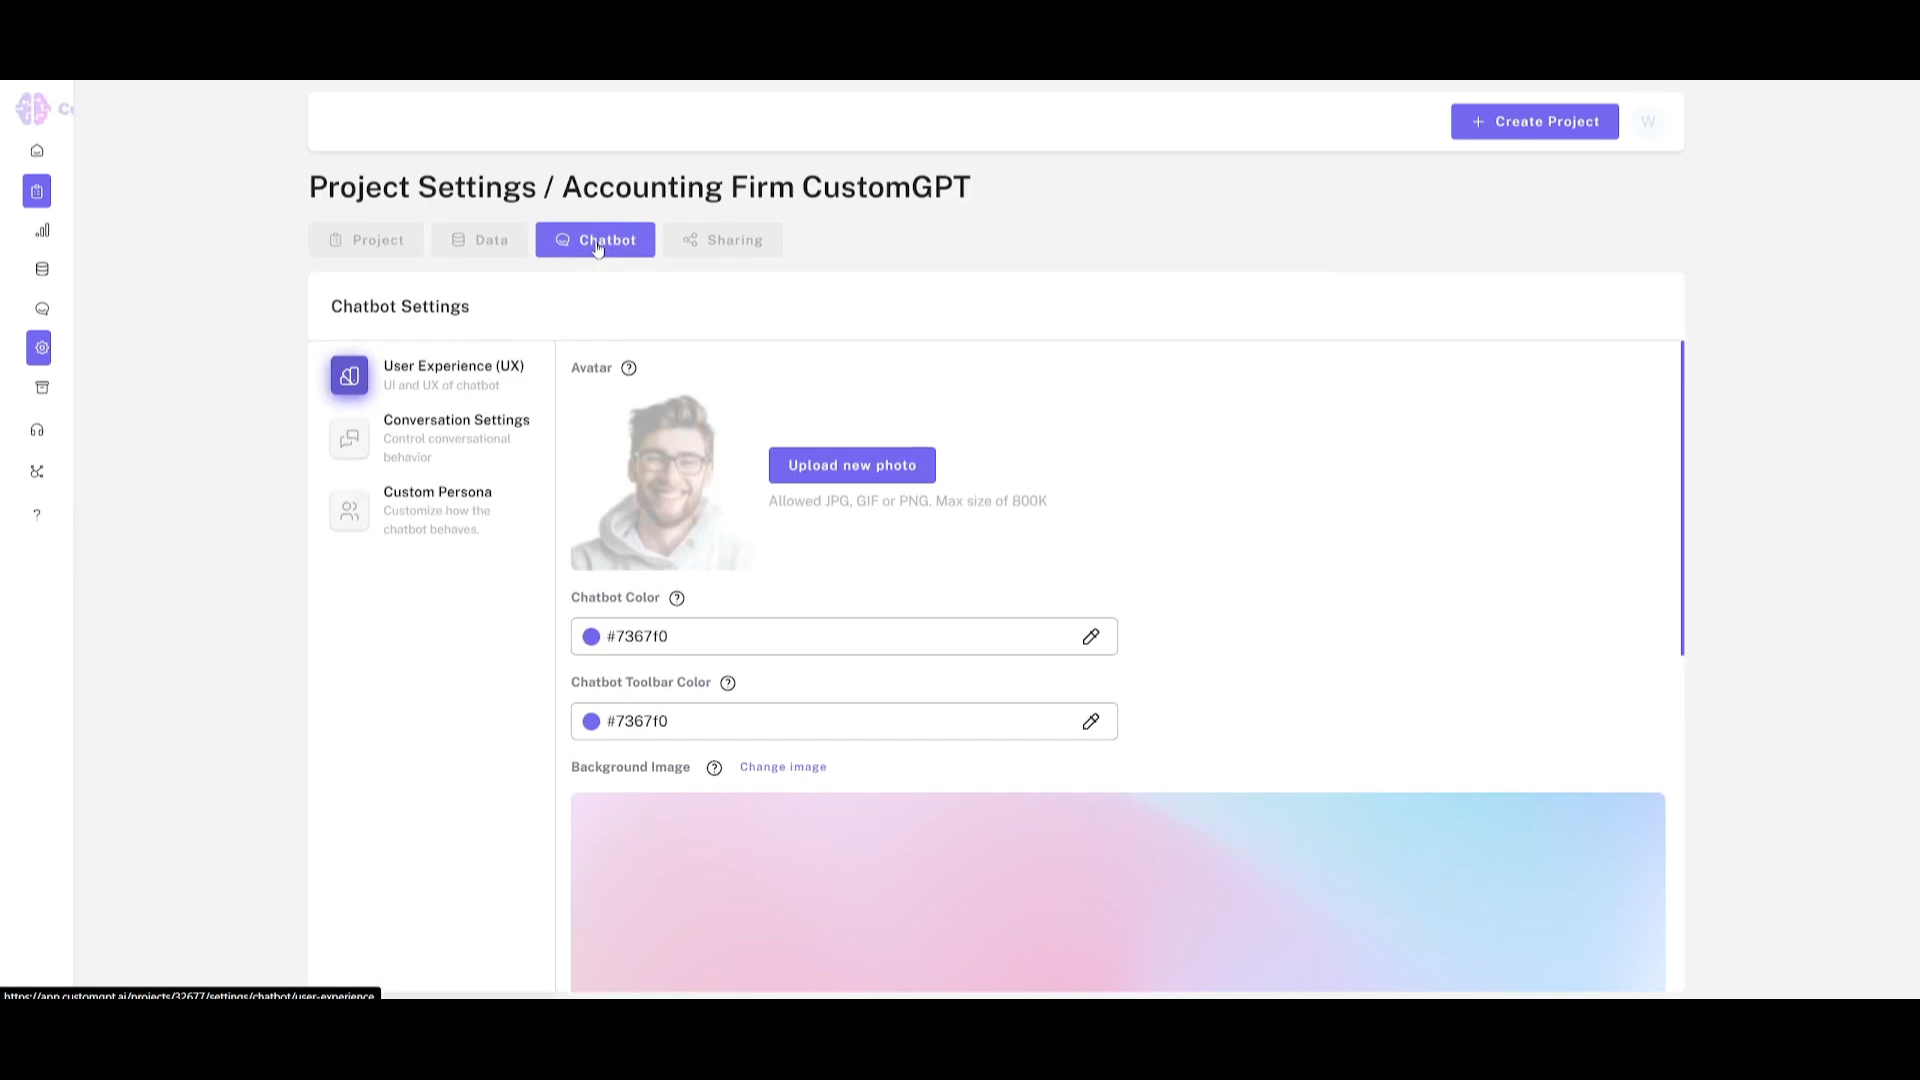 Create Project
W
Project Settings / Accounting Firm CustomGPT
Project
Data
Chatbot
Sharing
Chatbot Settings
User Experience (UX)
UI and UX of chatbot
Conversation Settings
Control conversational
behavior
Custom Persona
Customize how the
chatbot behaves.
Avatar
Upload new photo
Allowed JPG, GIF or PNG. Max size of 800K
Chatbot Color
#7367f0
Chatbot Toolbar Color
#7367f0
Background Image
Change image
https://app.customgpt.ai/projects/32677/settings/chatbot/user-experience